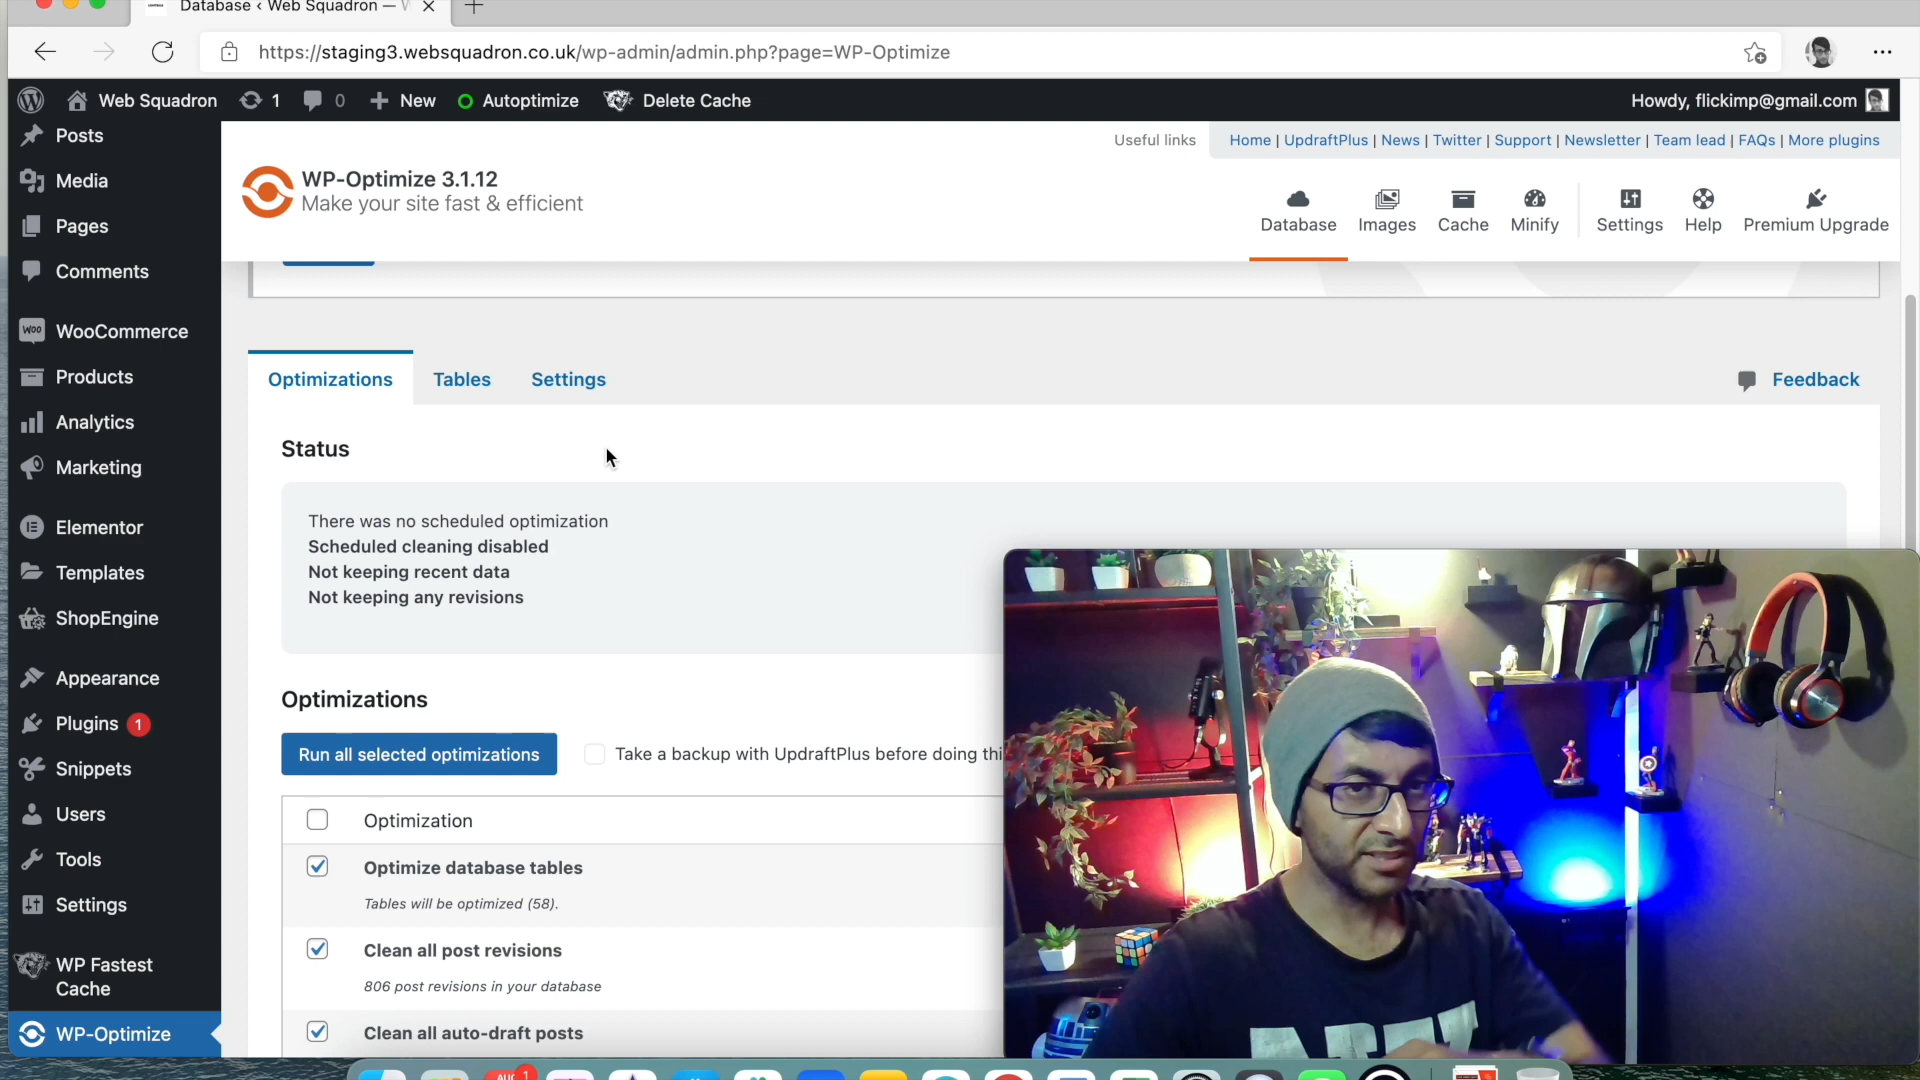 Database ‹ Web Squadron —
https://staging3.websquadron.co.uk/wp-admin/admin.php?page=WP-Optimize
Web Squadron 1 0 New Autoptimize Delete Cache Howdy, flickimp@gmail.com
Posts
Media
Pages
Comments
WooCommerce
Products
Analytics
Marketing
Elementor
Templates
ShopEngine
Appearance
Plugins 1
Snippets
Users
Tools
Settings
WP Fastest
Cache
WP-Optimize
Useful links Home | UpdraftPlus | News | Twitter | Support | Newsletter | Team lead | FAQs | More plugins
WP-Optimize 3.1.12
Make your site fast & efficient
Database Images Cache Minify Settings Help Premium Upgrade
Optimizations Tables Settings Feedback
Status
There was no scheduled optimization
Scheduled cleaning disabled
Not keeping recent data
Not keeping any revisions
Optimizations
Run all selected optimizations Take a backup with UpdraftPlus before doing thi
Optimization
Optimize database tables
Tables will be optimized (58).
Clean all post revisions
806 post revisions in your database
Clean all auto-draft posts
1